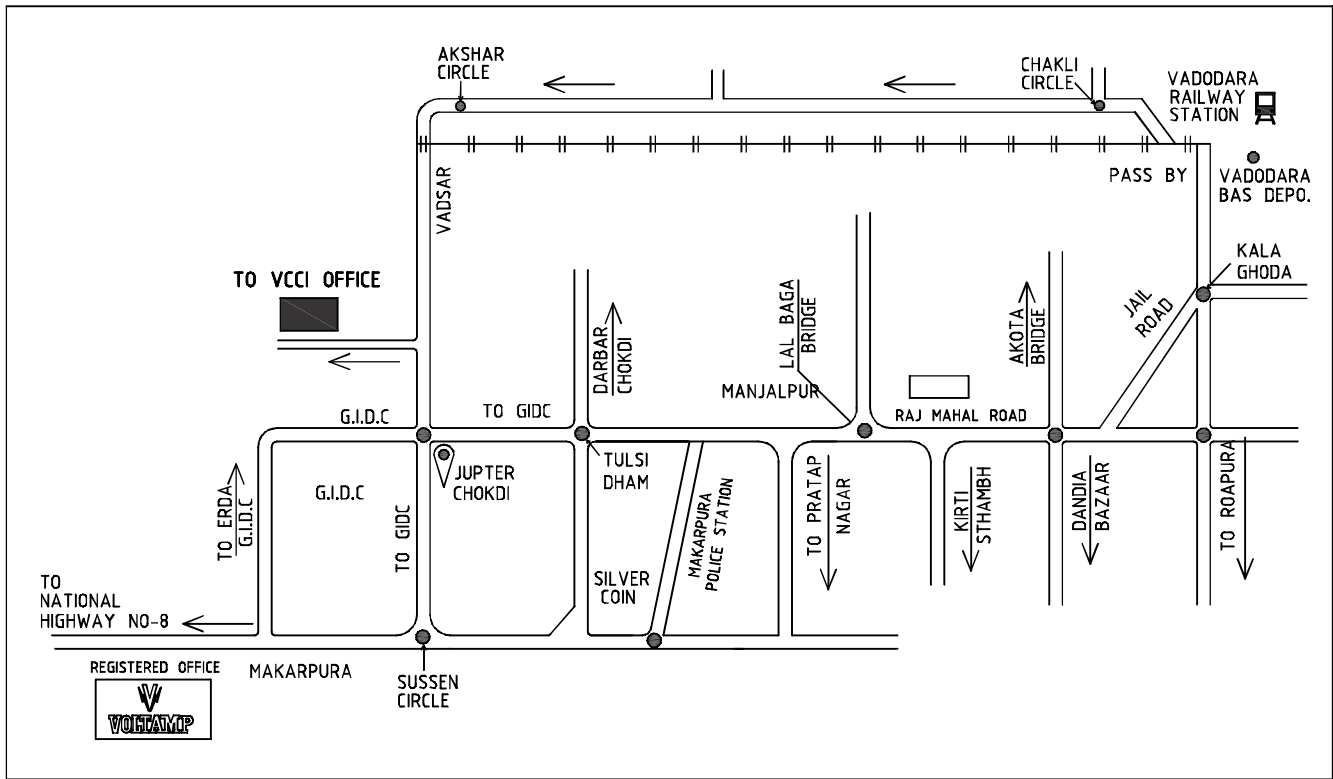 AKSHAR
CIRCLE
CHAKLI
CIRCLE
VADODARA
RAILWAY
STATION
PASS BY
VADODARA
BAS DEPO.
VADSAR
KALA
GHODA
TO VCCI OFFICE
JAIL
ROAD
LAL BAGA
BRIDGE
AKOTA
BRIDGE
DARBAR
CHOKDI
MANJALPUR
RAJ MAHAL ROAD
G.I.D.C
TO GIDC
TULSI
DHAM
JUPTER
CHOKDI
G.I.D.C
TO ERDA
G.I.D.C
TO GIDC
MAKARPURA
POLICE STATION
TO PRATAP
NAGAR
KIRTI
STHAMBH
DANDIA
BAZAAR
TO ROAPURA
SILVER
COIN
TO
NATIONAL
HIGHWAY NO-8
REGISTERED OFFICE
MAKARPURA
SUSSEN
CIRCLE
VOLTAMP